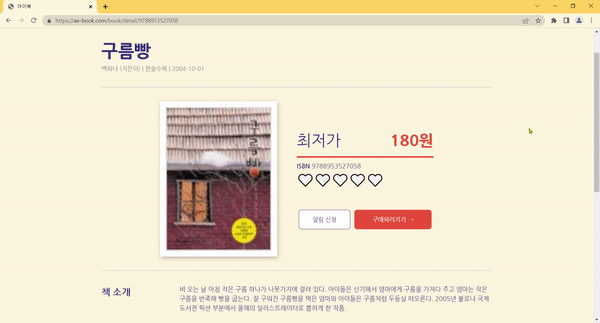 아이북
https://ae-book.com/book/detail/9788953527058
구름빵
백희나 (지은이) | 한솔수북 | 2004-10-01
구름빵
최저가 180원
ISBN 9788953527058
알림 신청 구매하러가기 →
책 소개
비 오는 날 아침 작은 구름 하나가 나뭇가지에 걸려 있다. 아이들은 신기해서 엄마에게 구름을 가져다 주고 엄마는 작은
구름을 반죽해 빵을 굽는다. 잘 구워진 구름빵을 먹은 엄마와 아이들은 구름처럼 두둥실 떠오른다. 2005년 볼로냐 국제
도서전 픽션 부문에서 올해의 일러스트레이터로 뽑히게 한 작품.